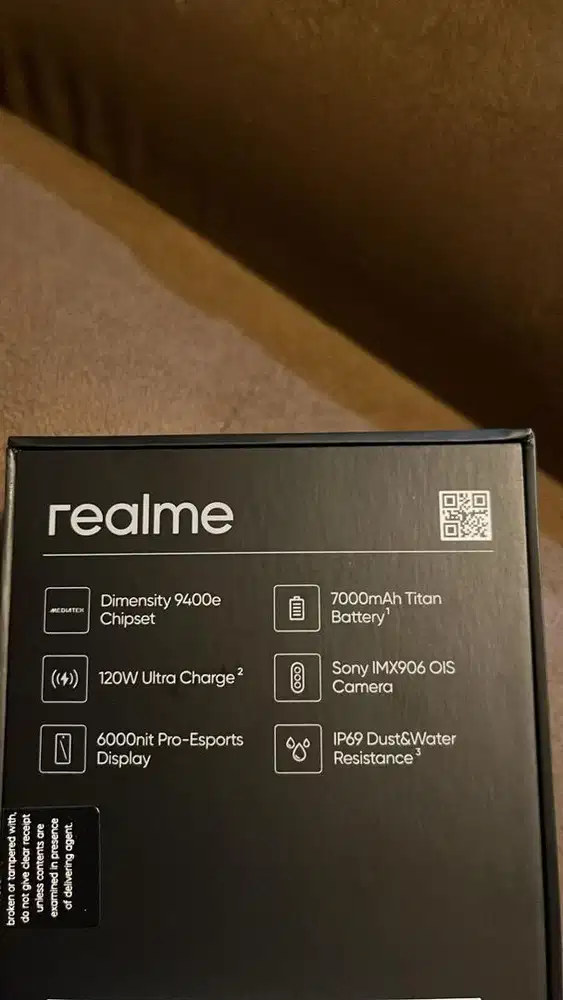 realme
MEDIATEK
Dimensity 9400e
Chipset
7000mAh Titan
Battery¹
120W Ultra Charge²
Sony IMX906 OIS
Camera
6000nit Pro-Esports
Display
IP69 Dust&Water
Resistance³
broken or tampered with,
do not give clear receipt
unless contents are
examined in presence
of delivering agent.